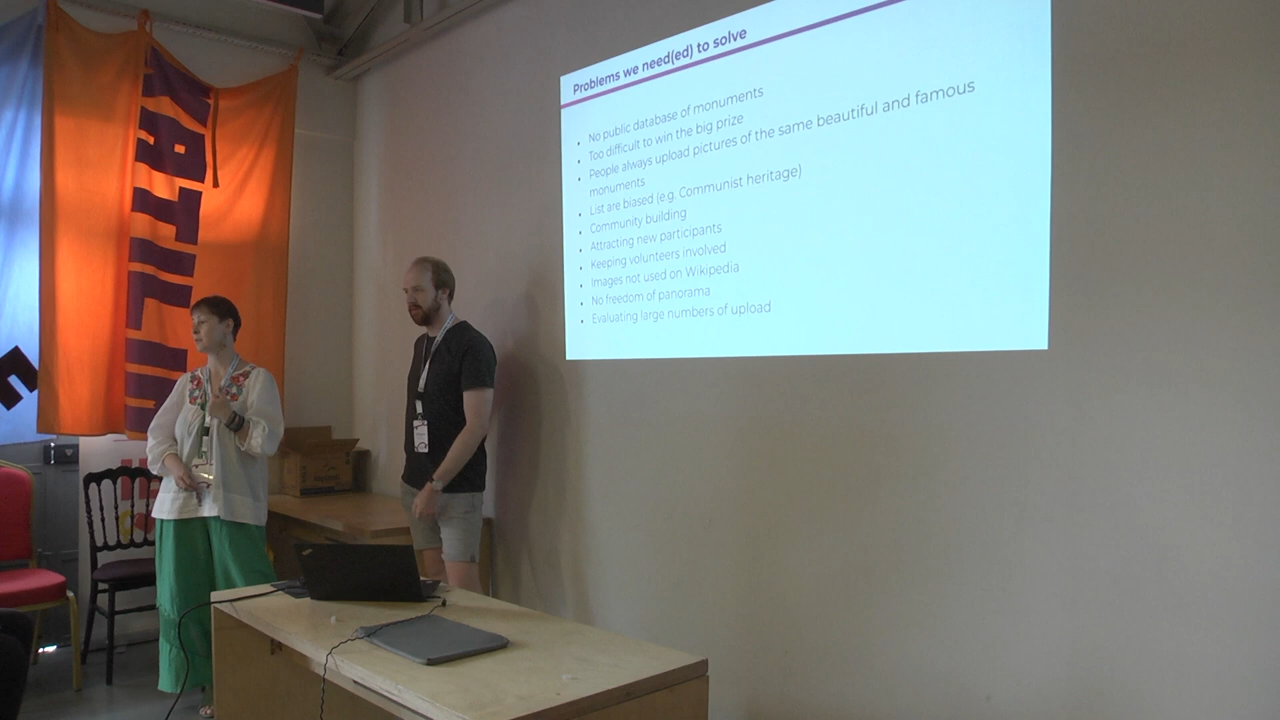 Problems we need(ed) to solve
• No public database of monuments
• Too difficult to win the big prize
• People always upload pictures of the same beautiful and famous
monuments
• List are biased (e.g. Communist heritage)
• Community building
• Attracting new participants
• Keeping volunteers involved
• Images not used on Wikipedia
• No freedom of panorama
• Evaluating large numbers of upload